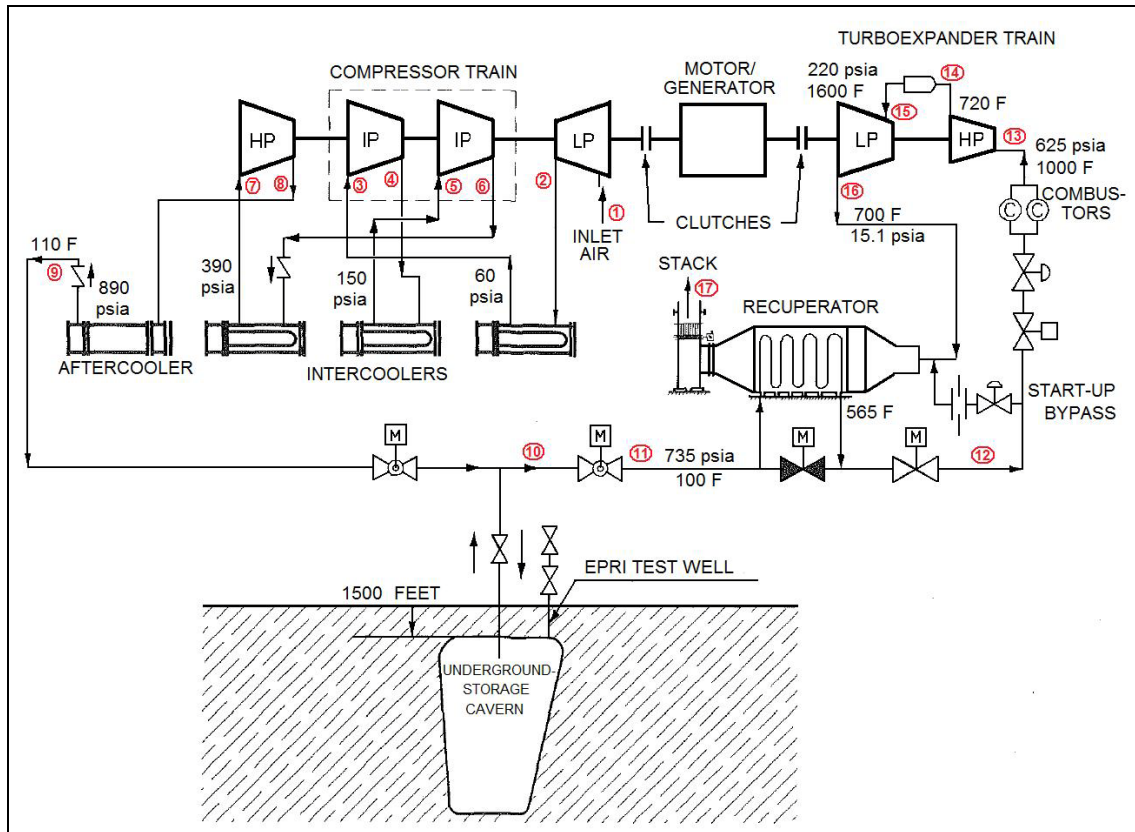 TURBOEXPANDER TRAIN
COMPRESSOR TRAIN
MOTOR/
GENERATOR
220 psia
1600 F
14
720 F
15
HP
IP
IP
LP
LP
HP
13
625 psia
1000 F
7
8
3
4
5
6
2
1
16
INLET
AIR
CLUTCHES
C
C
COMBUS-
TORS
700 F
15.1 psia
110 F
9
890
psia
390
psia
150
psia
60
psia
STACK
17
RECUPERATOR
AFTERCOOLER
INTERCOOLERS
565 F
START-UP
BYPASS
M
M
M
M
10
11
735 psia
100 F
12
EPRI TEST WELL
1500 FEET
UNDERGROUND-
STORAGE
CAVERN